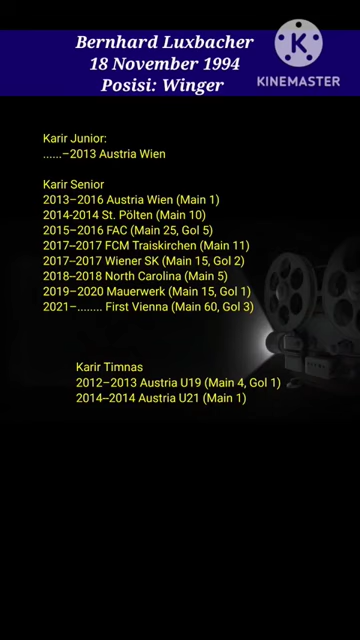 Bernhard Luxbacher
18 November 1994
Posisi: Winger
KINEMASTER
Karir Junior:
......–2013 Austria Wien
Karir Senior
2013–2016 Austria Wien (Main 1)
2014-2014 St. Pölten (Main 10)
2015–2016 FAC (Main 25, Gol 5)
2017–2017 FCM Traiskirchen (Main 11)
2017–2017 Wiener SK (Main 15, Gol 2)
2018–2018 North Carolina (Main 5)
2019–2020 Mauerwerk (Main 15, Gol 1)
2021–........ First Vienna (Main 60, Gol 3)
Karir Timnas
2012–2013 Austria U19 (Main 4, Gol 1)
2014–2014 Austria U21 (Main 1)